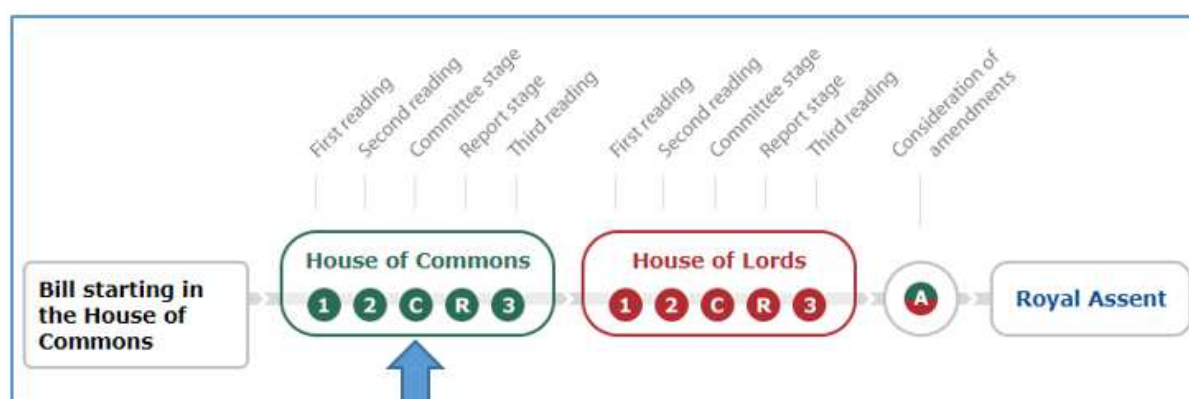 First reading
Second reading
Committee stage
Report stage
Third reading
First reading
Second reading
Committee stage
Report stage
Third reading
Consideration of
amendments
Bill starting in
the House of
Commons
House of Commons
1 2 C R 3
House of Lords
1 2 C R 3
A
Royal Assent